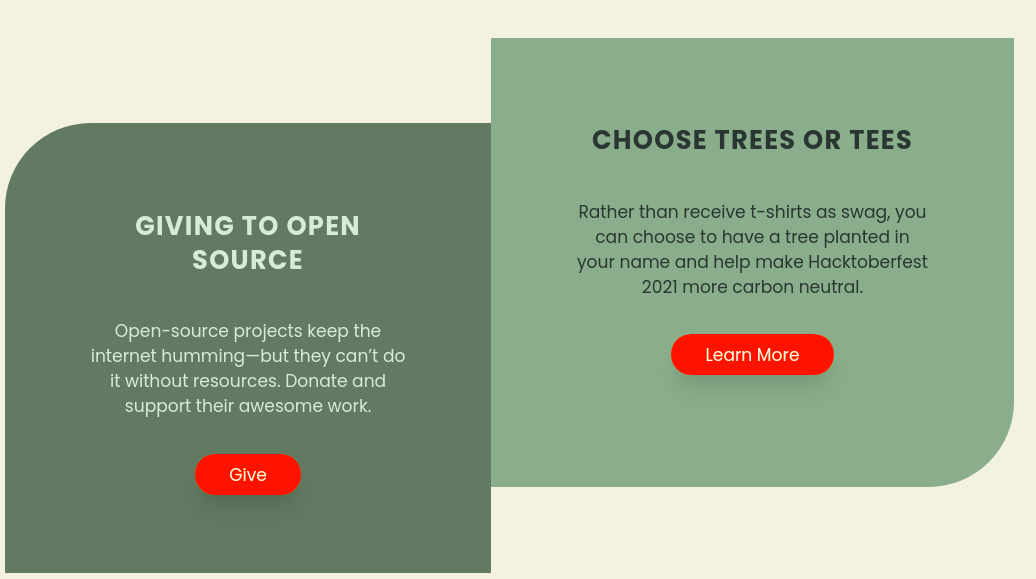 GIVING TO OPEN
SOURCE
Open-source projects keep the
internet humming—but they can’t do
it without resources. Donate and
support their awesome work.
Give
CHOOSE TREES OR TEES
Rather than receive t-shirts as swag, you
can choose to have a tree planted in
your name and help make Hacktoberfest
2021 more carbon neutral.
Learn More